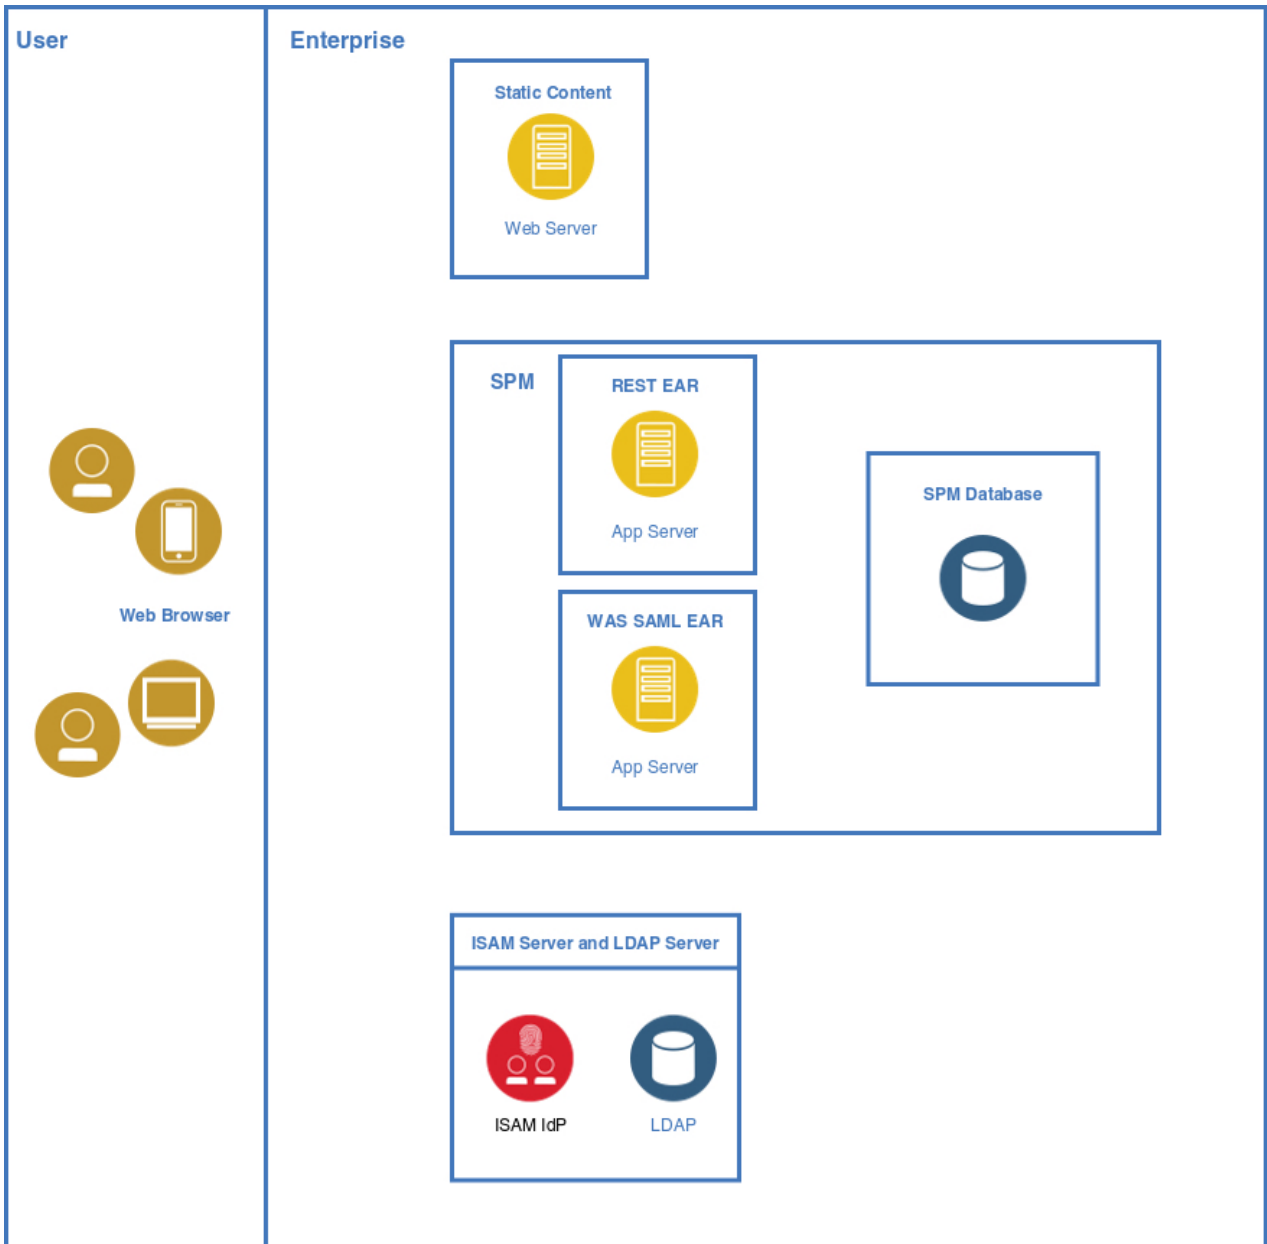 User
Enterprise
Static Content
Web Server
SPM
REST EAR
App Server
SPM Database
Web Browser
WAS SAML EAR
App Server
ISAM Server and LDAP Server
ISAM IdP
LDAP